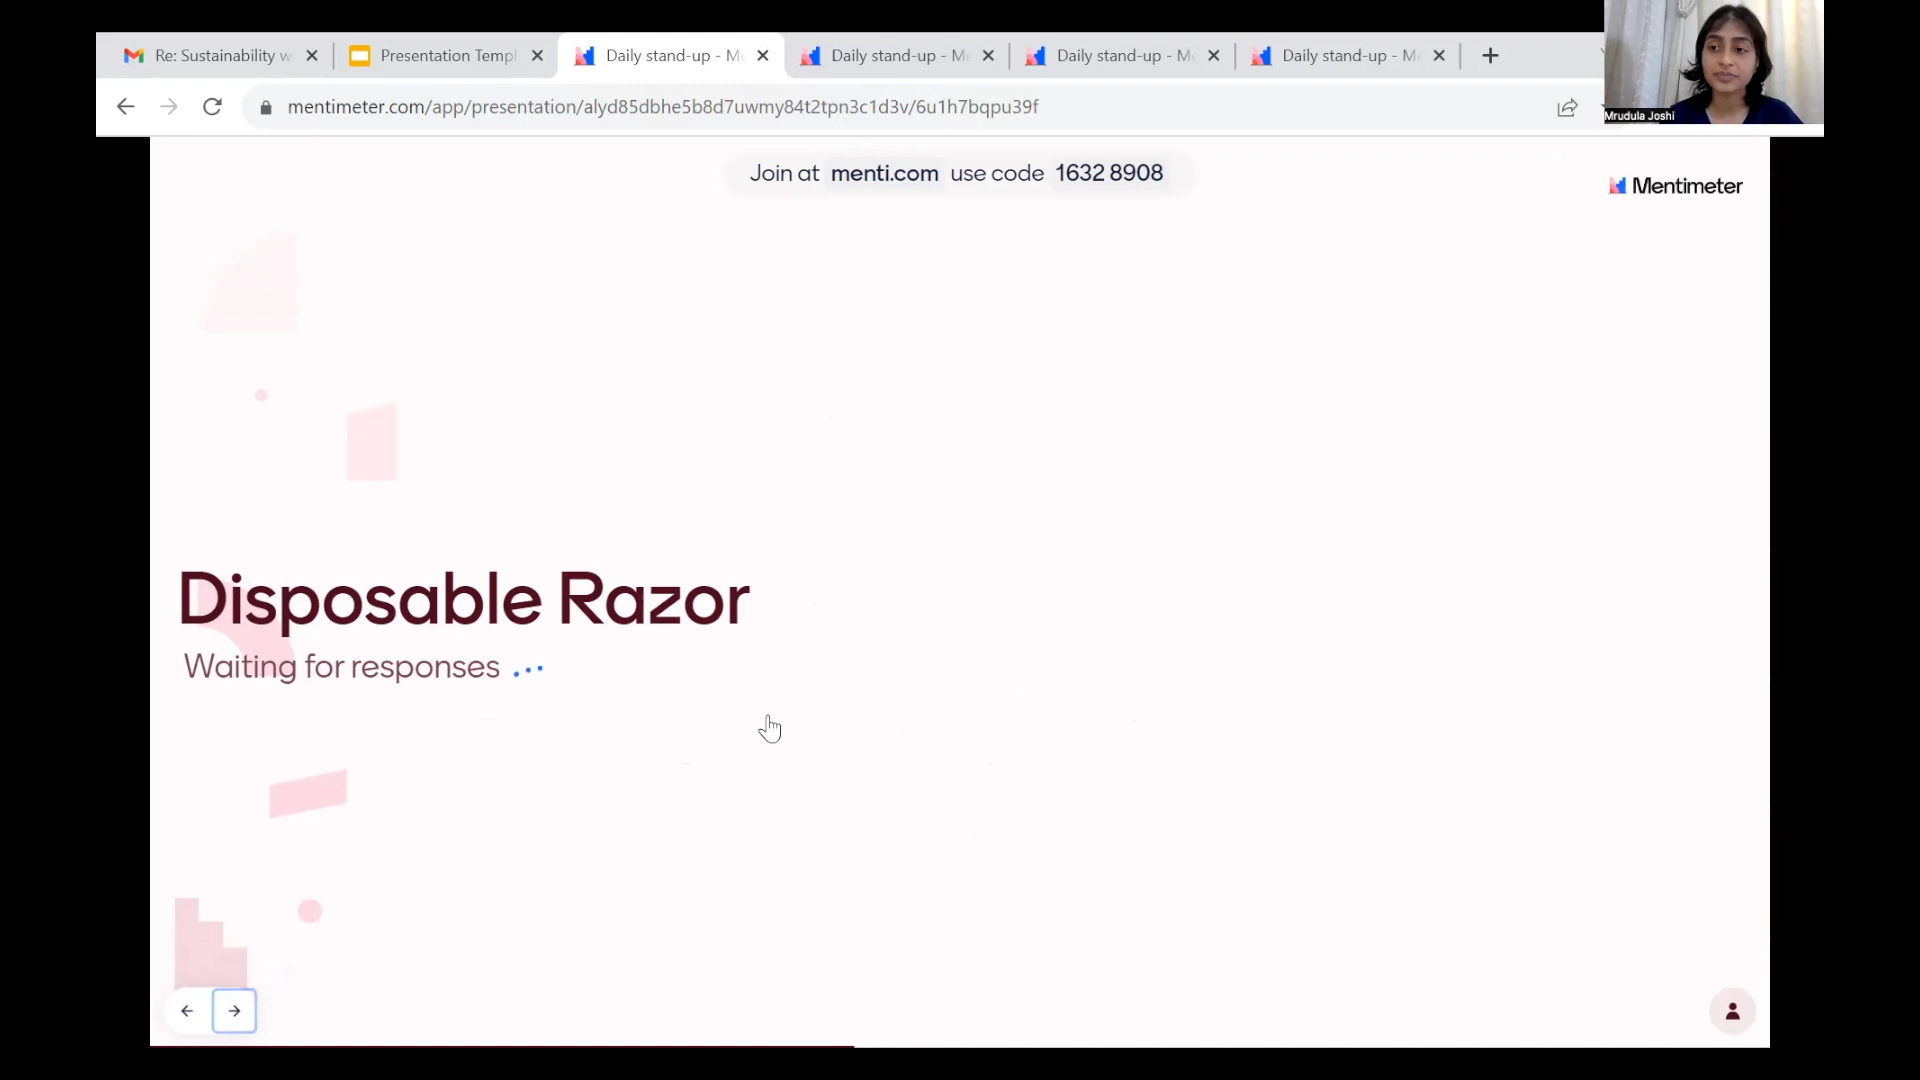 Re: Sustainability w
Presentation Templ
Daily stand-up - M
Daily stand-up - M
Daily stand-up - M
Daily stand-up - M
mentimeter.com/app/presentation/alyd85dbhe5b8d7uwmy84t2tpn3c1d3v/6u1h7bqpu39f
Mrudula Joshi
Join at menti.com use code 1632 8908
Mentimeter
Disposable Razor
Waiting for responses ...